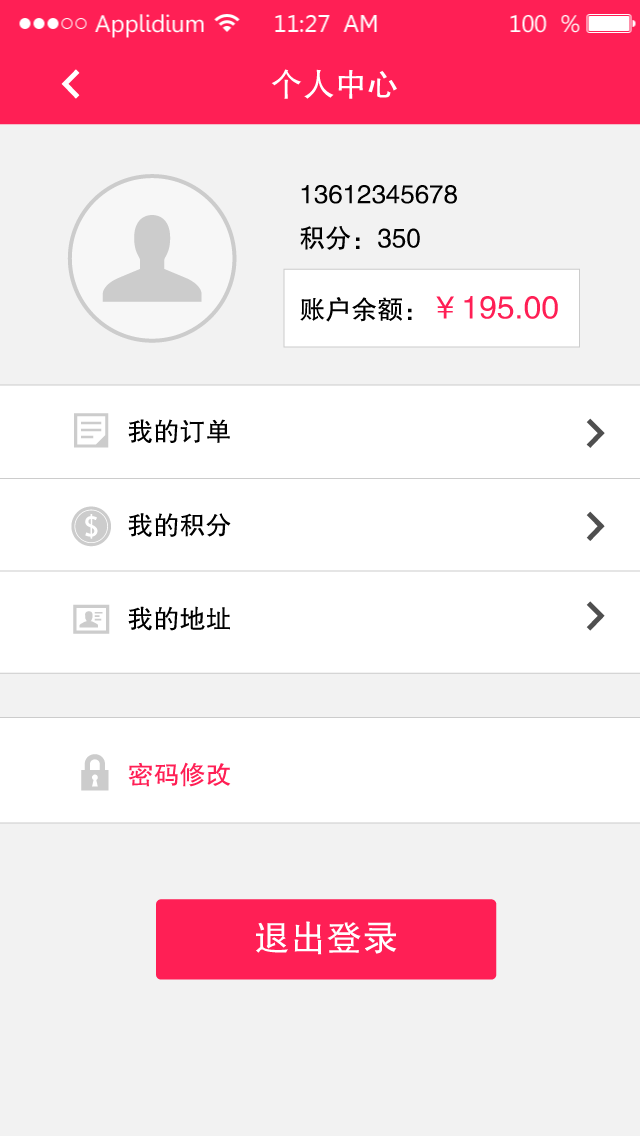 Applidium 11:27 AM 100 %
个人中心
13612345678
积分：350
账户余额：￥195.00
我的订单
$ 我的积分
我的地址
密码修改
退出登录